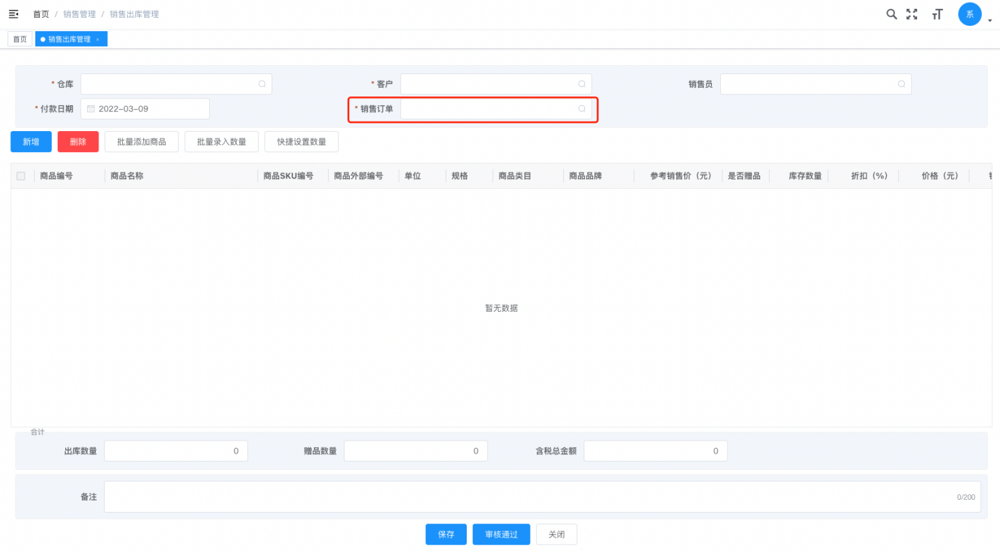 首页 / 销售管理 / 销售出库管理
系
首页
销售出库管理 ×
* 仓库
* 客户
销售员
* 付款日期 2022-03-09
* 销售订单
新增 删除 批量添加商品 批量录入数量 快捷设置数量
商品编号 商品名称 商品SKU编号 商品外部编号 单位 规格 商品类目 商品品牌 参考销售价（元） 是否赠品 库存数量 折扣（%） 价格（元）
暂无数据
合计
出库数量 0 赠品数量 0 含税总金额 0
备注
0/200
保存 审核通过 关闭